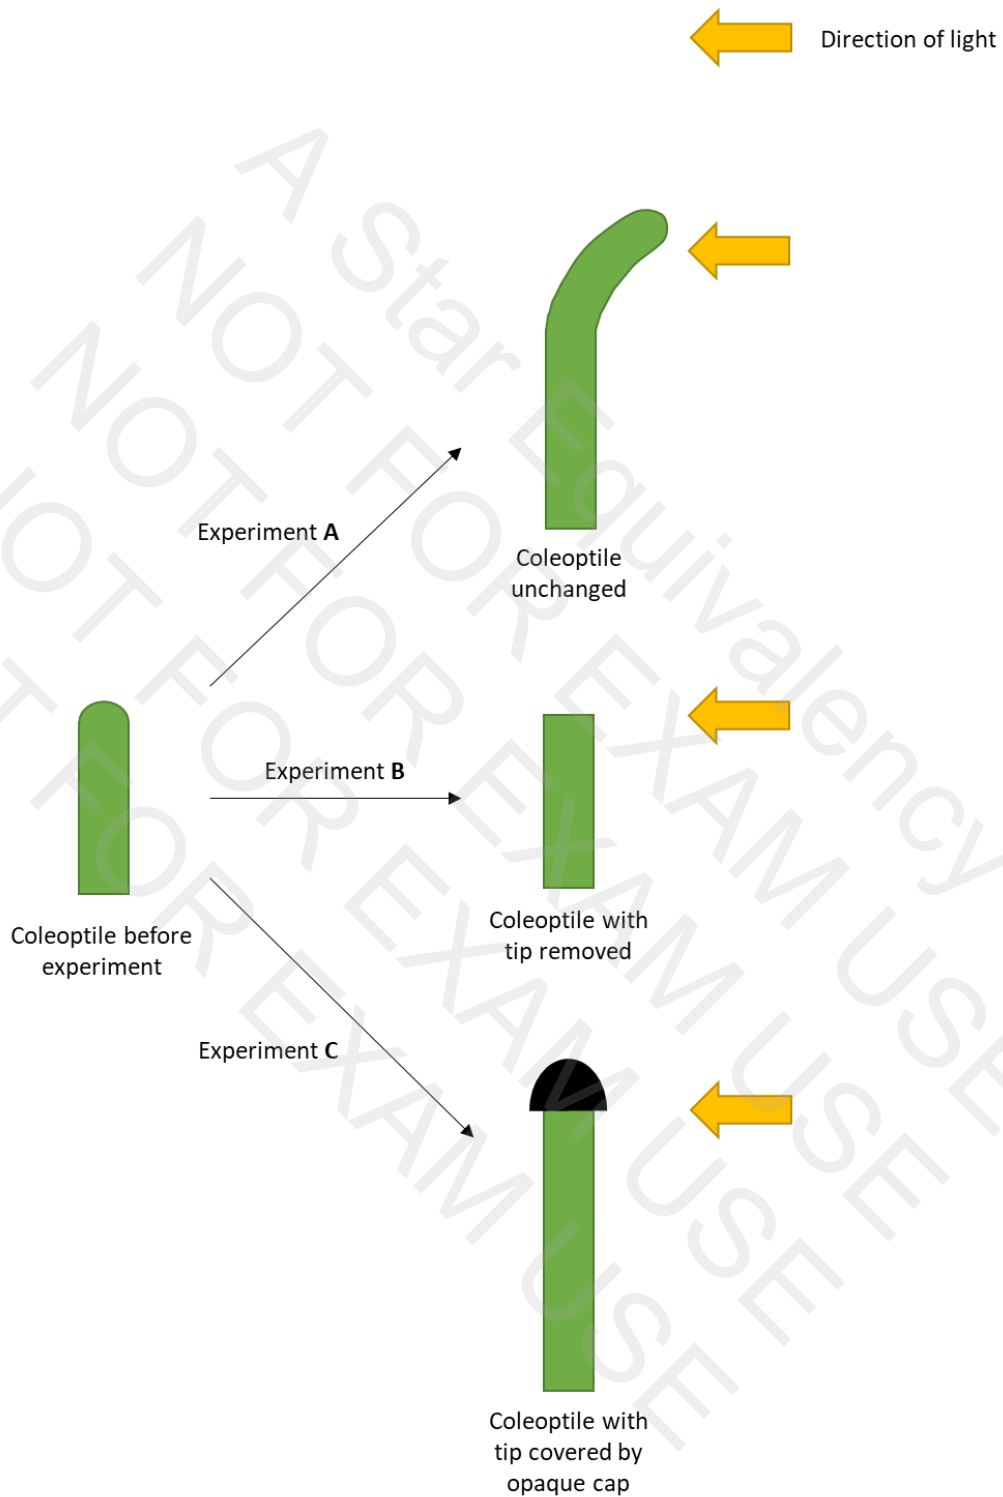 Direction of light
Experiment A
Coleoptile
unchanged
Experiment B
Coleoptile before
experiment
Coleoptile with
tip removed
Experiment C
Coleoptile with
tip covered by
opaque cap
A Star Equivalency
NOT FOR EXAM USE
NOT FOR EXAM USE
NOT FOR EXAM USE
T FOR EXAM USE